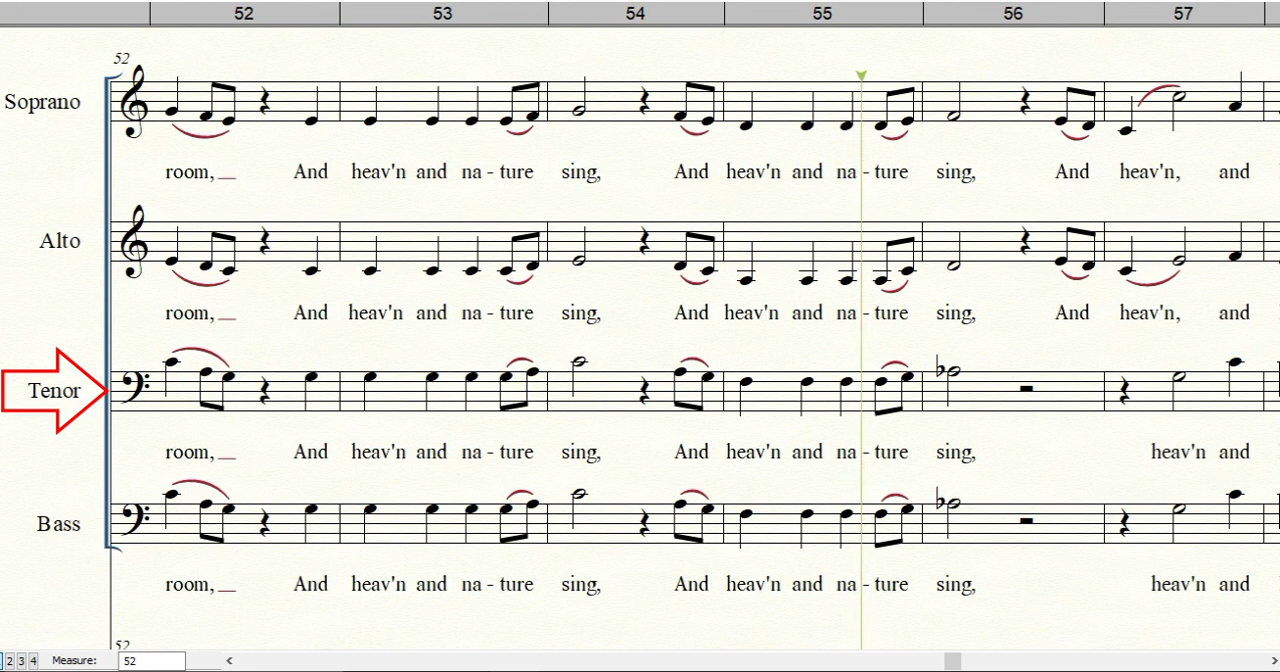 52 53 54 55 56 57
52
Soprano
room, And heav'n and na - ture sing, And heav'n and na - ture sing, And heav'n, and
Alto
room, And heav'n and na - ture sing, And heav'n and na - ture sing, And heav'n, and
Tenor
room, And heav'n and na - ture sing, And heav'n and na - ture sing, heav'n and
Bass
room, And heav'n and na - ture sing, And heav'n and na - ture sing, heav'n and
52
2 3 4 Measure: 52